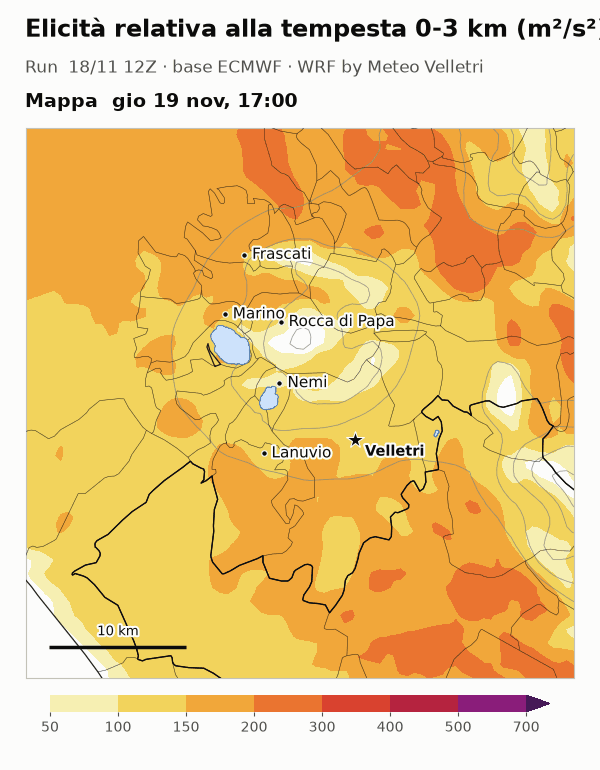 Elicità relativa alla tempesta 0-3 km (m²/s²)
Run  18/11 12Z · base ECMWF · WRF by Meteo Velletri
Mappa  gio 19 nov, 17:00
Frascati
Marino
Rocca di Papa
Nemi
Velletri
Lanuvio
10 km
50 100 150 200 300 400 500 700